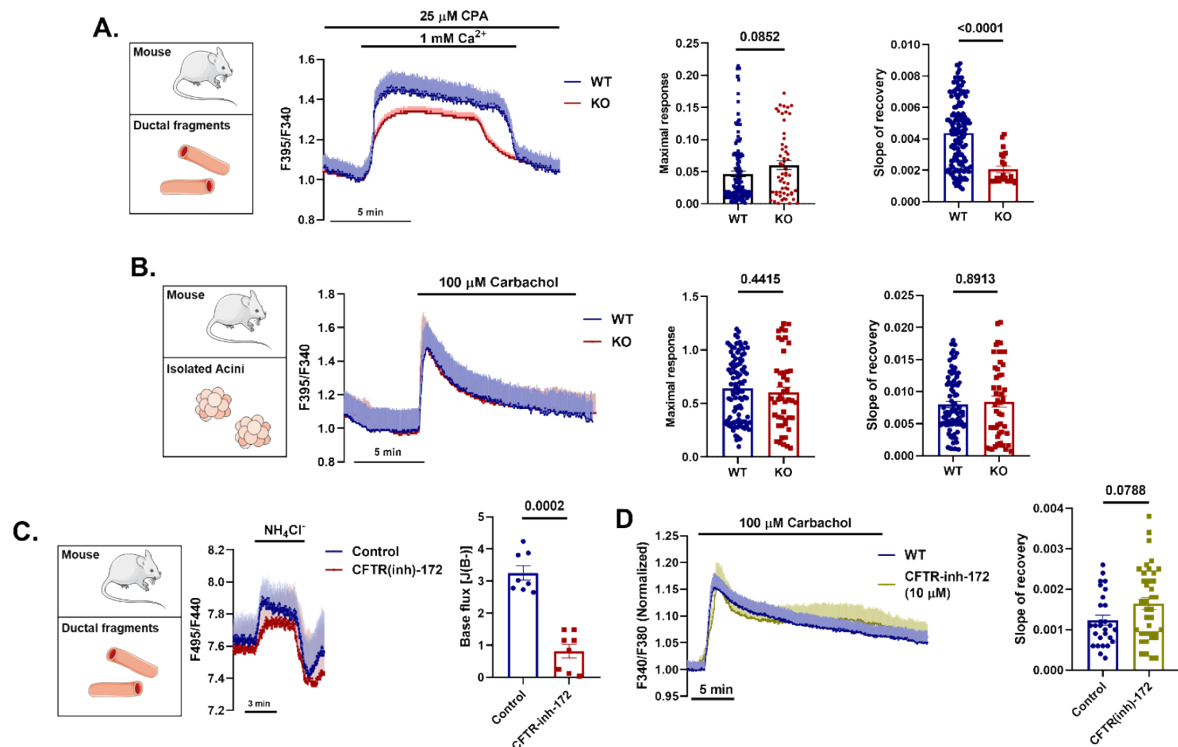 A.
Mouse
Ductal fragments
25 µM CPA
1 mM Ca²⁺
WT
KO
F395/F340
1.6
1.4
1.2
1.0
0.8
5 min
0.0852
Maximal response
0.25
0.20
0.15
0.10
0.05
0.00
WT
KO
<0.0001
Slope of recovery
0.010
0.008
0.006
0.004
0.002
0.000
WT
KO
B.
Mouse
Isolated Acini
100 µM Carbachol
WT
KO
F395/F340
1.8
1.6
1.4
1.2
1.0
0.8
5 min
0.4415
Maximal response
1.5
1.0
0.5
0.0
WT
KO
0.8913
Slope of recovery
0.025
0.020
0.015
0.010
0.005
0.000
WT
KO
C.
Mouse
Ductal fragments
NH₄Cl⁻
Control
CFTR(inh)-172
F495/F440
8.2
8.0
7.8
7.6
7.4
7.2
3 min
0.0002
Base flux [J(B-)]
5
4
3
2
1
0
Control
CFTR-inh-172
D
100 µM Carbachol
WT
CFTR-inh-172
(10 µM)
F340/F380 (Normalized)
1.25
1.20
1.15
1.10
1.05
1.00
0.95
5 min
0.0788
Slope of recovery
0.004
0.003
0.002
0.001
0.000
Control
CFTR(inh)-172